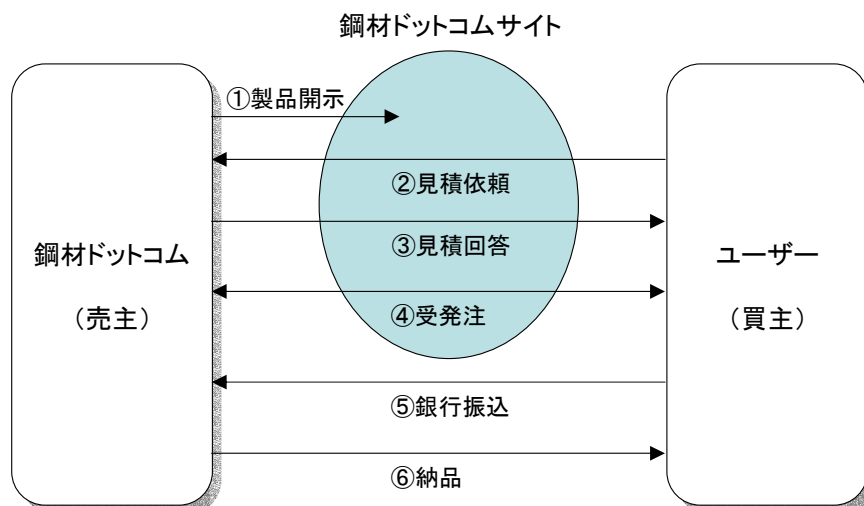 鋼材ドットコムサイト
①製品開示
②見積依頼
③見積回答
鋼材ドットコム
(売主)
ユーザー
(買主)
④受発注
⑤銀行振込
⑥納品